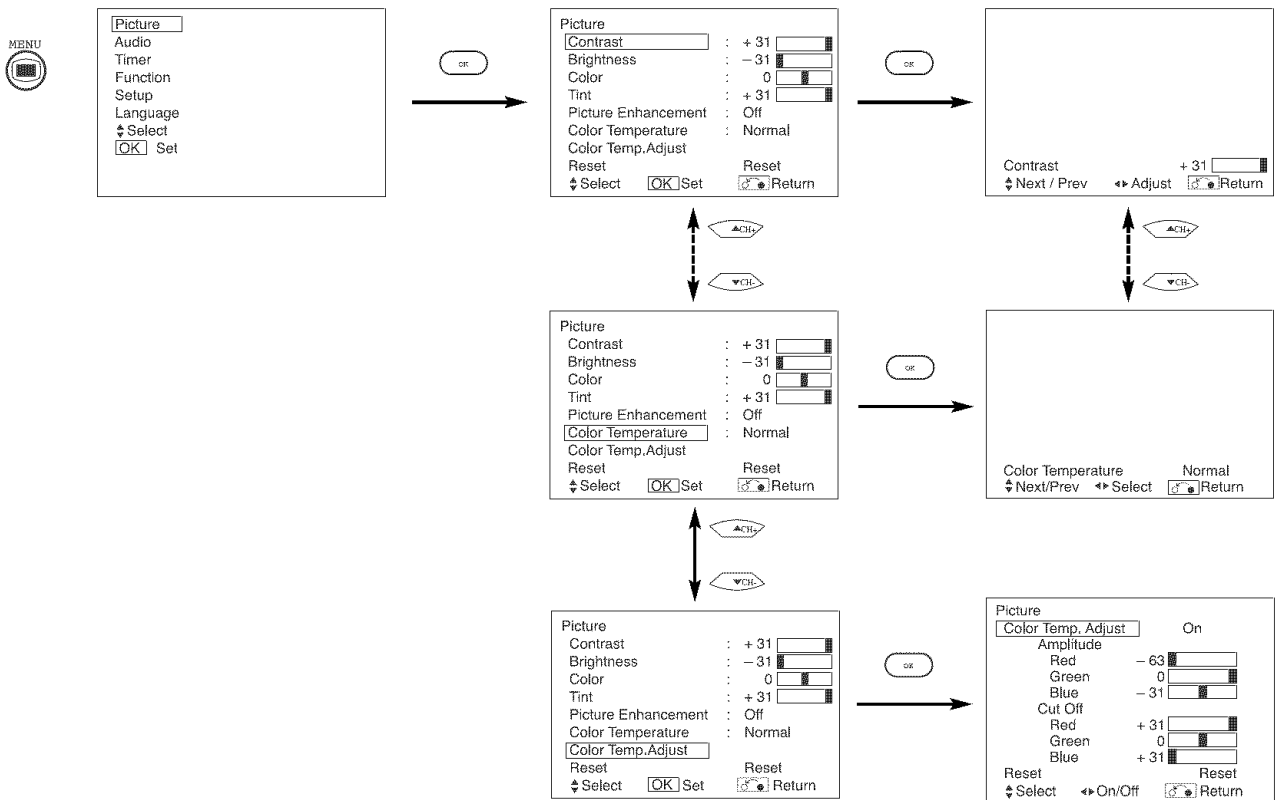 MENU
Picture
Audio
Timer
Function
Setup
Language
Select
OK Set
OK
Picture
Contrast : + 31
Brightness : − 31
Color : 0
Tint : + 31
Picture Enhancement : Off
Color Temperature : Normal
Color Temp.Adjust
Reset Reset
Select OK Set Return
OK
Contrast + 31
Next / Prev Adjust Return
▲CH+
▼CH-
▲CH+
▼CH-
Picture
Contrast : + 31
Brightness : − 31
Color : 0
Tint : + 31
Picture Enhancement : Off
Color Temperature : Normal
Color Temp.Adjust
Reset Reset
Select OK Set Return
OK
Color Temperature Normal
Next/Prev Select Return
▲CH+
▼CH-
Picture
Contrast : + 31
Brightness : − 31
Color : 0
Tint : + 31
Picture Enhancement : Off
Color Temperature : Normal
Color Temp.Adjust
Reset Reset
Select OK Set Return
OK
Picture
Color Temp. Adjust On
Amplitude
Red − 63
Green 0
Blue − 31
Cut Off
Red + 31
Green 0
Blue + 31
Reset Reset
Select On/Off Return